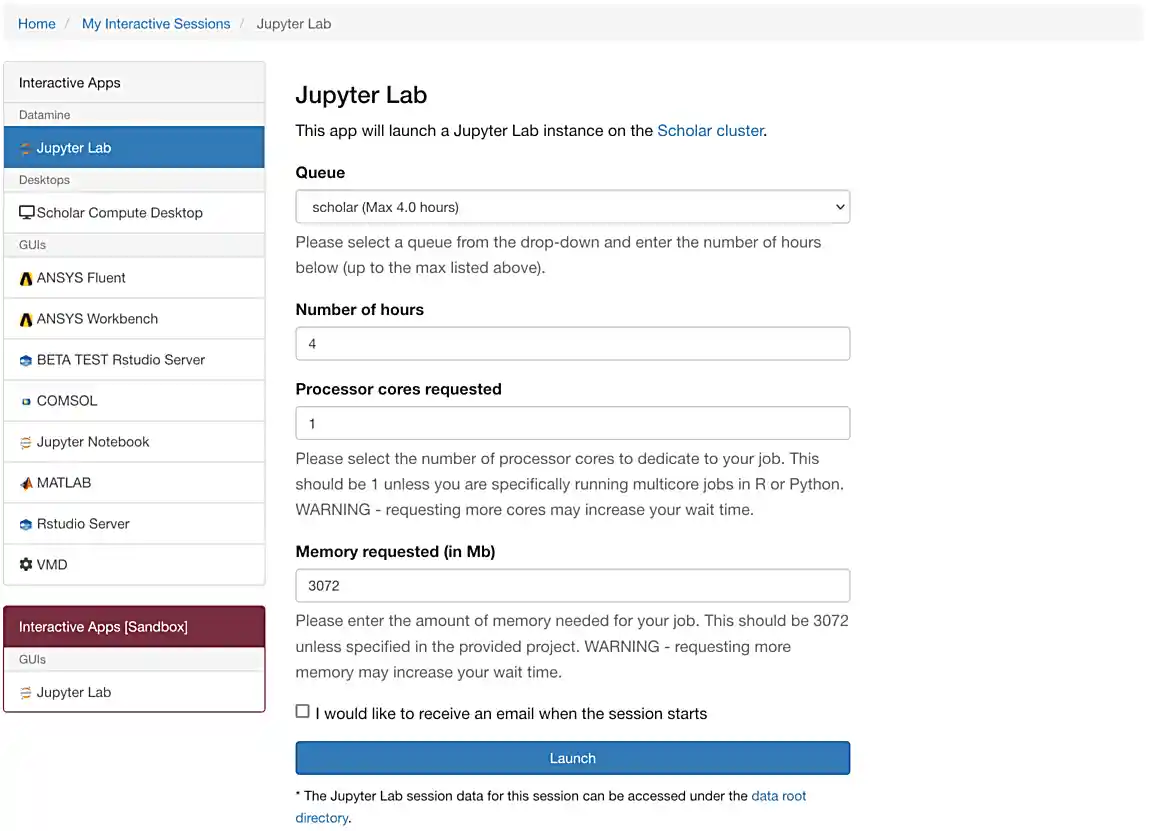 Home / My Interactive Sessions / Jupyter Lab
Interactive Apps
Datamine
Jupyter Lab
Desktops
Scholar Compute Desktop
GUIs
ANSYS Fluent
ANSYS Workbench
BETA TEST Rstudio Server
COMSOL
Jupyter Notebook
MATLAB
Rstudio Server
VMD
Interactive Apps [Sandbox]
GUIs
Jupyter Lab
Jupyter Lab
This app will launch a Jupyter Lab instance on the Scholar cluster.
Queue
scholar (Max 4.0 hours)
Please select a queue from the drop-down and enter the number of hours
below (up to the max listed above).
Number of hours
4
Processor cores requested
1
Please select the number of processor cores to dedicate to your job. This
should be 1 unless you are specifically running multicore jobs in R or Python.
WARNING - requesting more cores may increase your wait time.
Memory requested (in Mb)
3072
Please enter the amount of memory needed for your job. This should be 3072
unless specified in the provided project. WARNING - requesting more
memory may increase your wait time.
I would like to receive an email when the session starts
Launch
* The Jupyter Lab session data for this session can be accessed under the data root
directory.